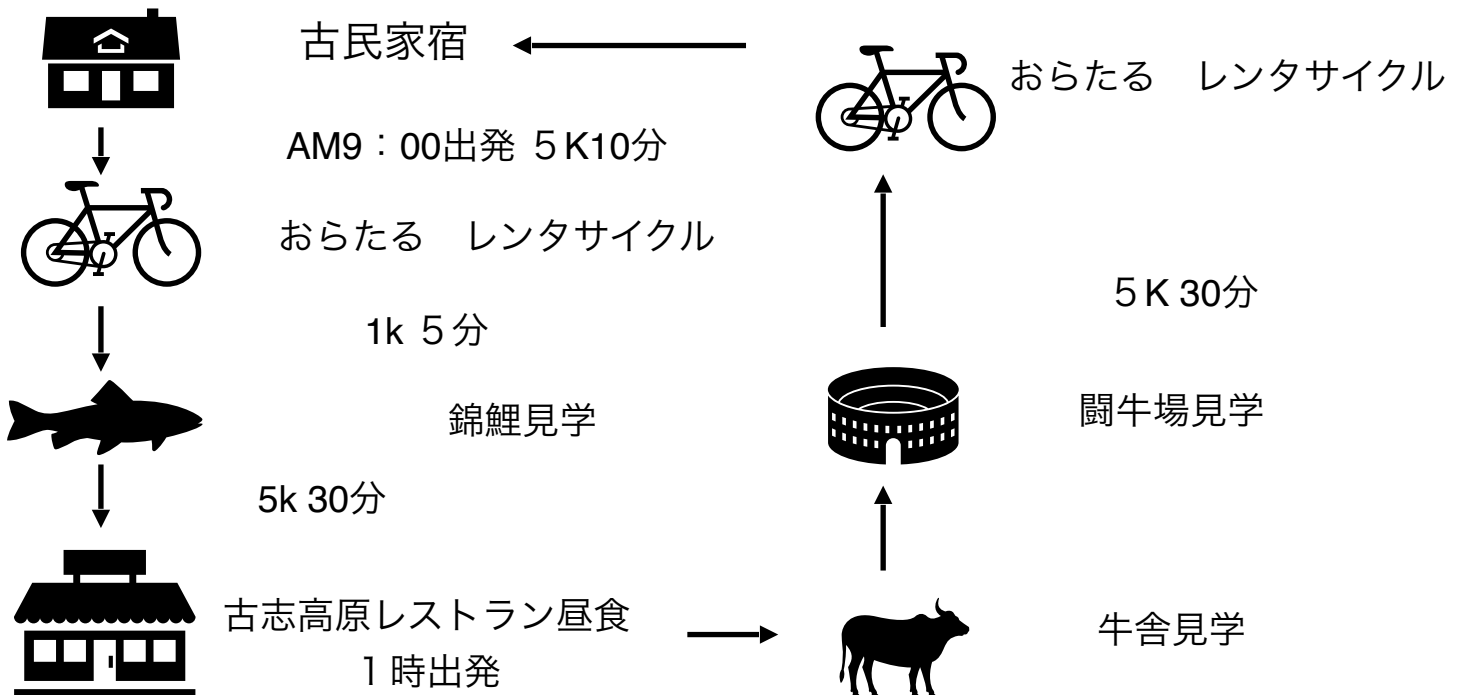 古民家宿
AM9：00出発 ５K10分
おらたる　レンタサイクル
1k ５分
錦鯉見学
5k 30分
古志高原レストラン昼食
１時出発
牛舎見学
闘牛場見学
５K 30分
おらたる　レンタサイクル